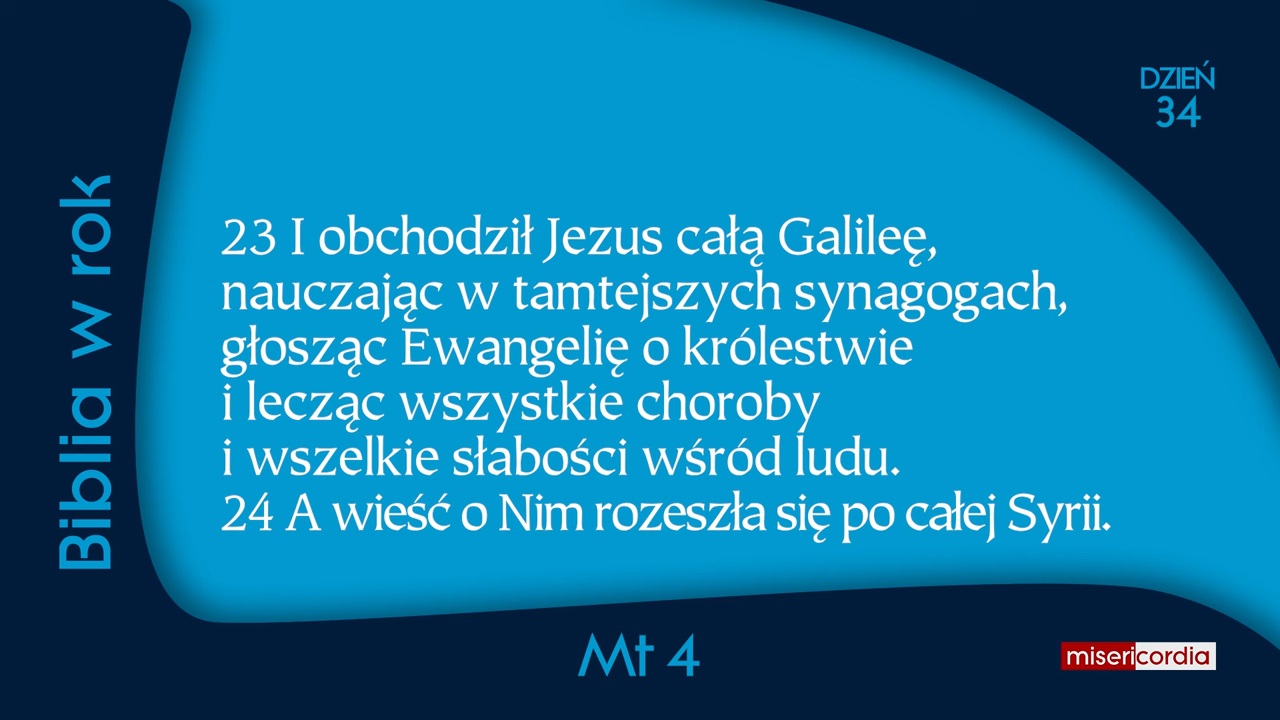 DZIEŃ
34
Biblia w rok
23 I obchodził Jezus całą Galileę,
nauczając w tamtejszych synagogach,
głosząc Ewangelię o królestwie
i lecząc wszystkie choroby
i wszelkie słabości wśród ludu.
24 A wieść o Nim rozeszła się po całej Syrii.
Mt 4
misericordia